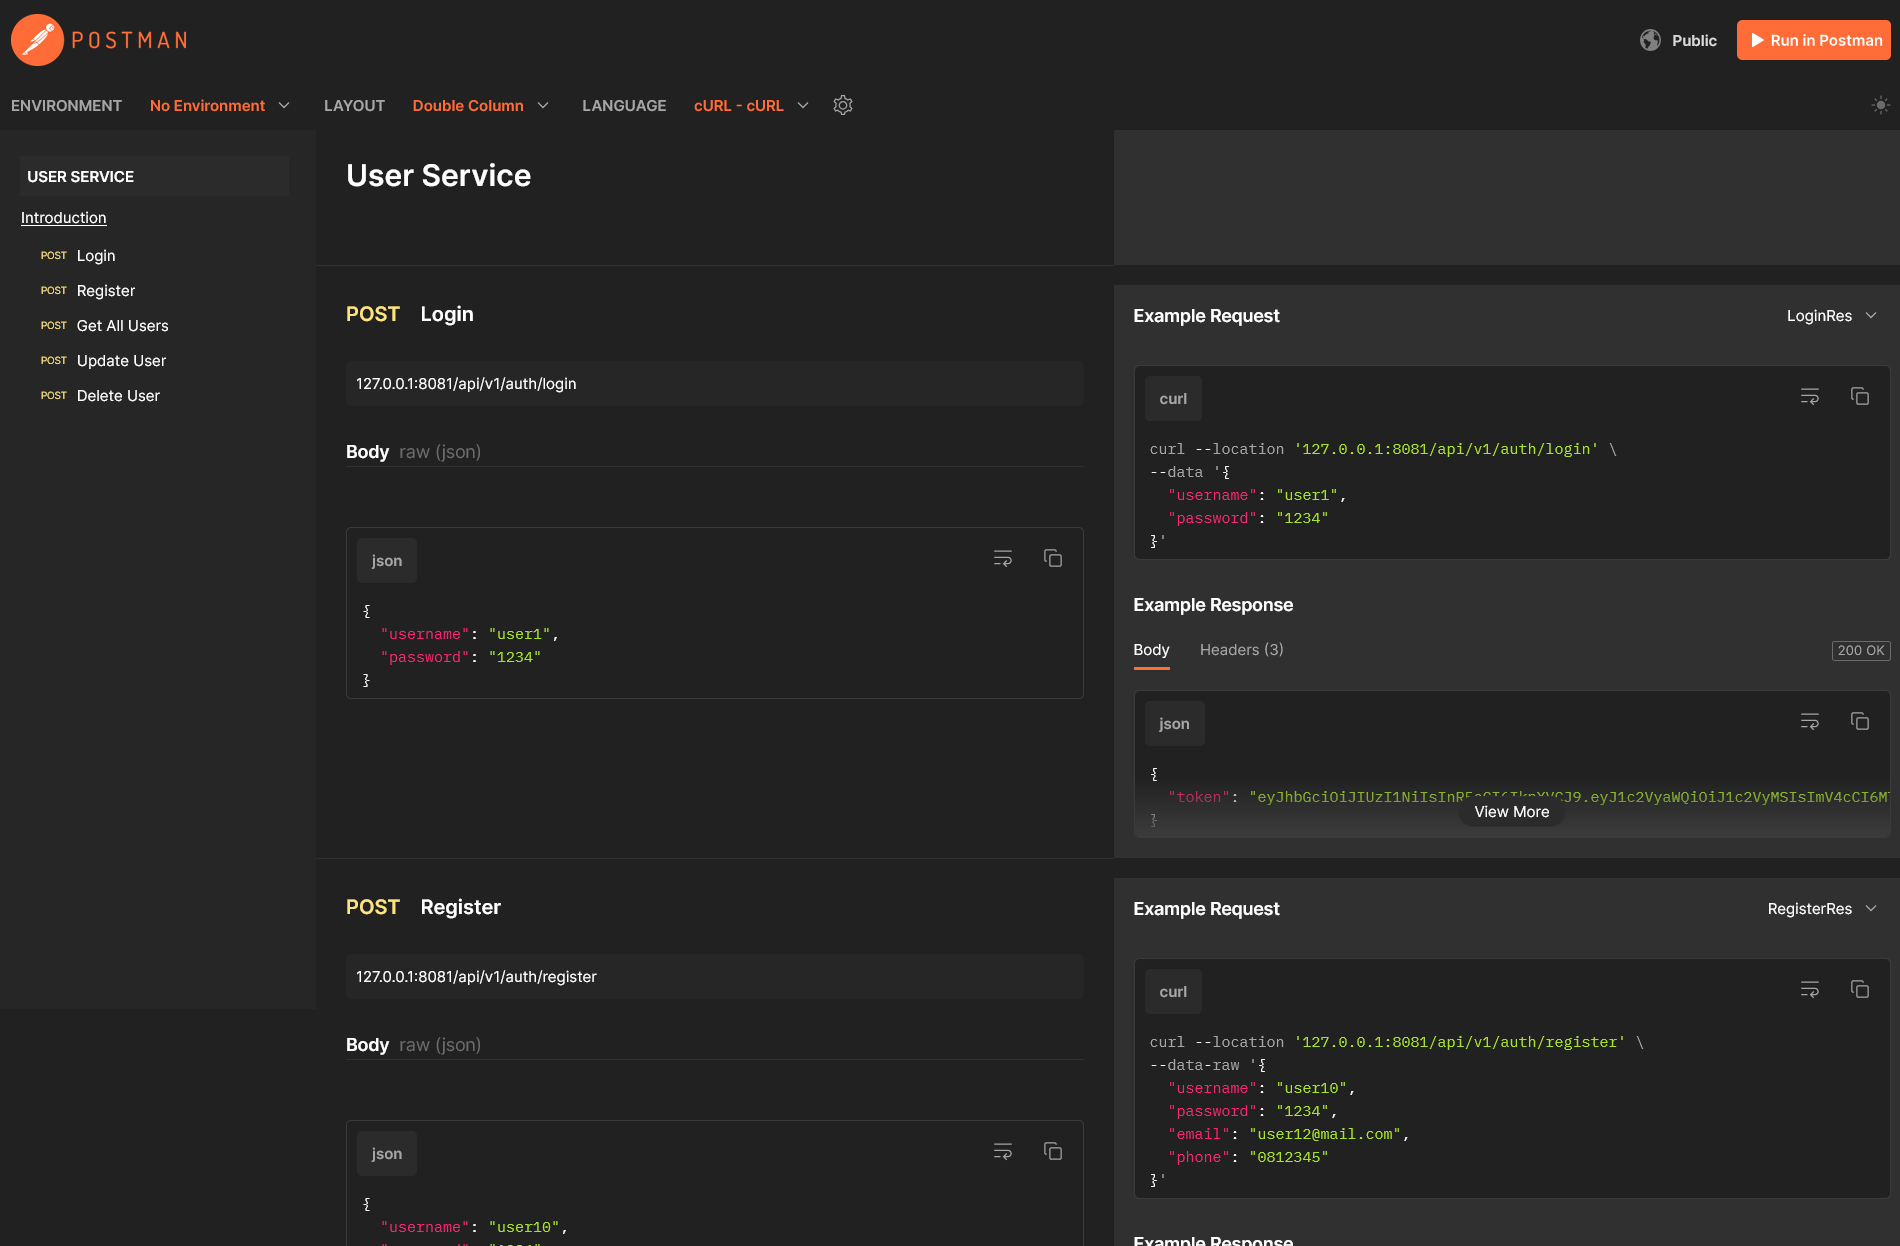 POSTMAN
Public
Run in Postman
ENVIRONMENT No Environment LAYOUT Double Column LANGUAGE cURL - cURL
USER SERVICE
Introduction
POST Login
POST Register
POST Get All Users
POST Update User
POST Delete User
User Service
POST Login
127.0.0.1:8081/api/v1/auth/login
Body raw (json)
json
{
"username": "user1",
"password": "1234"
}
Example Request
LoginRes
curl
curl --location '127.0.0.1:8081/api/v1/auth/login' \
--data '{
"username": "user1",
"password": "1234"
}'
Example Response
Body Headers (3)
200 OK
json
{
"token":
View More
}
POST Register
127.0.0.1:8081/api/v1/auth/register
Body raw (json)
json
{
"username": "user10",
Example Request
RegisterRes
curl
curl --location '127.0.0.1:8081/api/v1/auth/register' \
--data-raw '{
"username": "user10",
"password": "1234",
"email": "user12@mail.com",
"phone": "0812345"
}'
Example Response